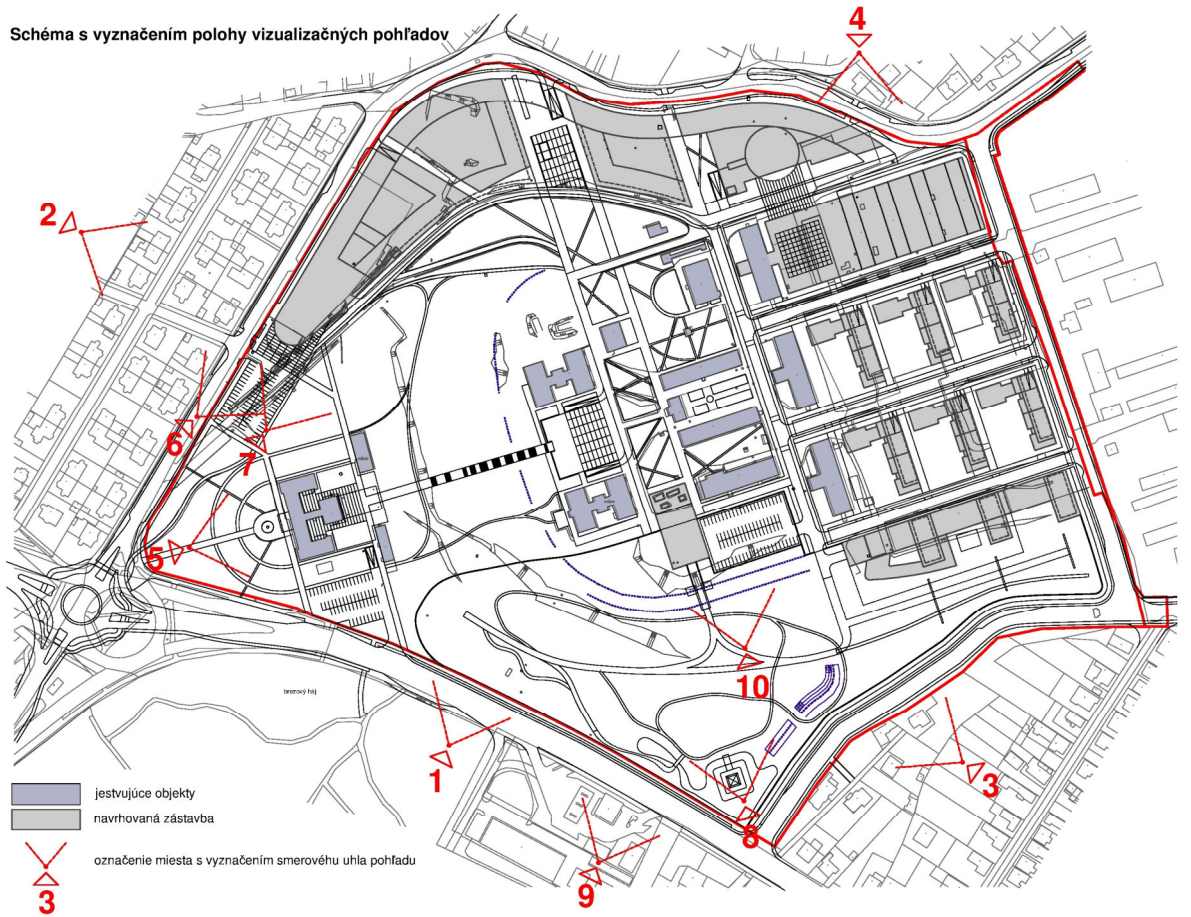 Schéma s vyznačením polohy vizualizačných pohľadov
4
2
6
7
5
10
brezový háj
1
3
jestvujúce objekty
navrhovaná zástavba
8
označenie miesta s vyznačením smerovéhu uhla pohľadu
3
9